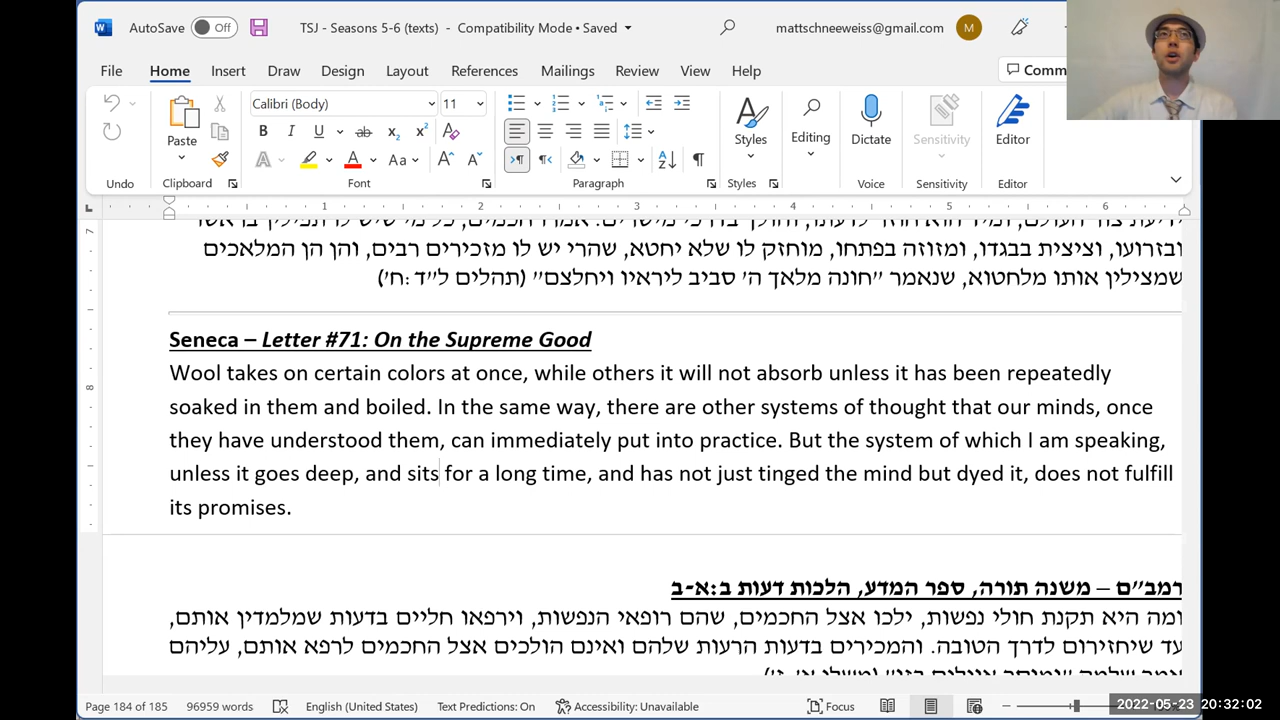 AutoSave Off TSJ - Seasons 5-6 (texts) - Compatibility Mode • Saved mattschneeweiss@gmail.com M
File Home Insert Draw Design Layout References Mailings Review View Help Comm
Calibri (Body) 11
Paste Styles Editing Dictate Sensitivity Editor
Undo Clipboard Font Paragraph Styles Voice Sensitivity Editor
1 2 3 4 5 6
7
ובזרועו, וציצית בבגדו, ומזוזה בפתחו, מוחזק לו שלא יחטא, שהרי יש לו מזכירים רבים, והן הן המלאכים
שמצילין אותו מלחטוא, שנאמר "חונה מלאך ה' סביב ליראיו ויחלצם" (תהלים ל"ד:ח')
Seneca – Letter #71: On the Supreme Good
Wool takes on certain colors at once, while others it will not absorb unless it has been repeatedly
8
soaked in them and boiled. In the same way, there are other systems of thought that our minds, once
they have understood them, can immediately put into practice. But the system of which I am speaking,
unless it goes deep, and sits for a long time, and has not just tinged the mind but dyed it, does not fulfill
its promises.
רמב"ם – משנה תורה, ספר המדע, הלכות דעות ב:א-ב
ומה היא תקנת חולי נפשות, ילכו אצל החכמים, שהם רופאי הנפשות, וירפאו חליים בדעות שמלמדין אותם,
עד שיחזירום לדרך הטובה. והמכירים בדעות הרעות שלהם ואינם הולכים אצל החכמים לרפא אותם, עליהם
Page 184 of 185 96959 words English (United States) Text Predictions: On Accessibility: Unavailable Focus
2022-05-23 20:32:02